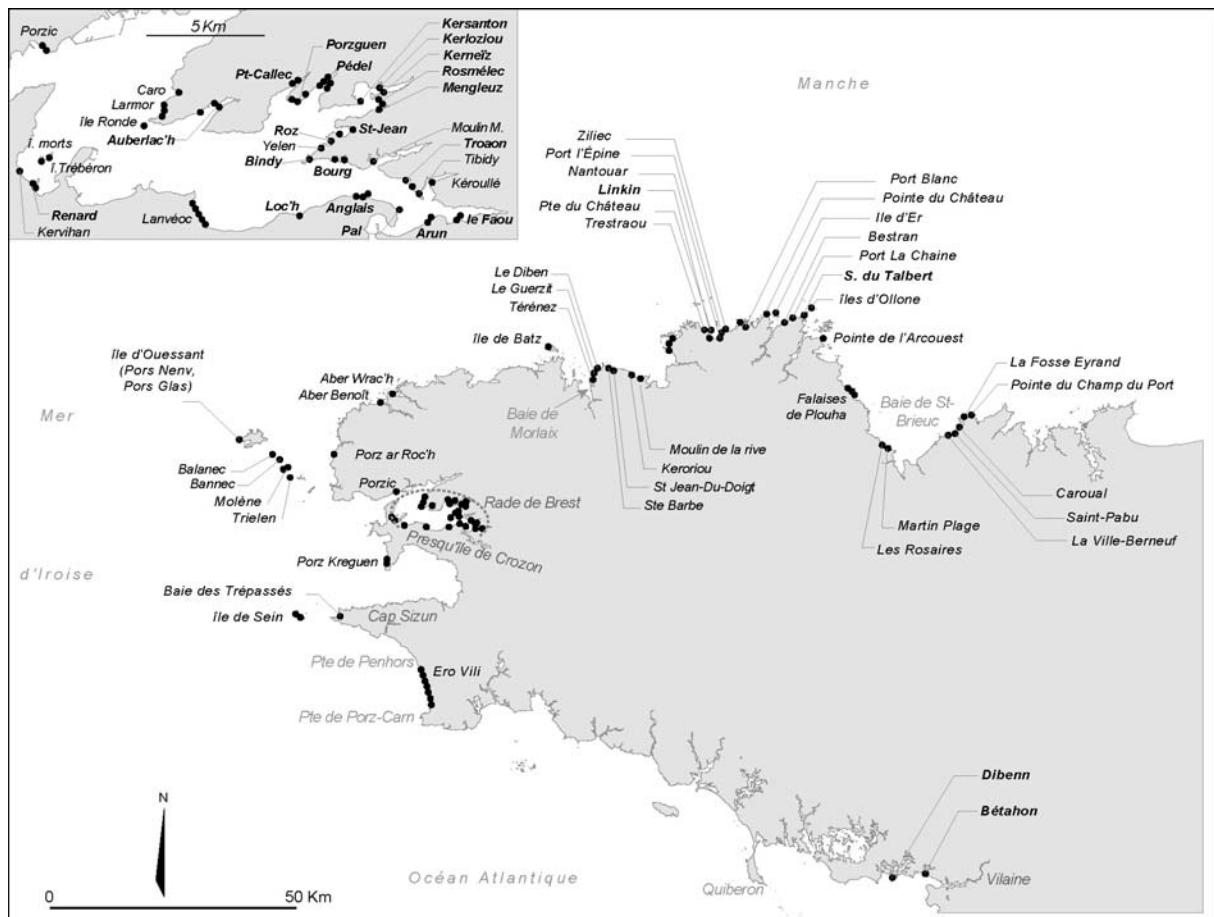 Porzic
5 Km
Kersanton
Kerloziou
Kerneïz
Rosmélec
Mengleuz
Porzguen
Pédel
Pt-Callec
Caro
Larmor
île Ronde
Auberlac'h
Roz
Yelen
Bindy
St-Jean
Bourg
Moulin M.
Troaon
Tibidy
Kéroullé
Î. morts
Î.Trébéron
Renard
Kervihan
Lanvéoc
Loc'h
Anglais
Pal
Arun
le Faou
Manche
Ziliec
Port l'Épine
Nantouar
Linkin
Pte du Château
Trestraou
Port Blanc
Pointe du Château
Ile d'Er
Bestran
Port La Chaine
S. du Talbert
îles d'Ollone
Pointe de l'Arcouest
Le Diben
Le Guerzit
Térénez
île de Batz
La Fosse Eyrand
Pointe du Champ du Port
île d'Ouessant
(Pors Nenv,
Pors Glas)
Aber Wrac'h
Aber Benoît
Baie de
Morlaix
Falaises
de Plouha
Baie de St-
Brieuc
Mer
Balanec
Bannec
Molène
Trielen
Porz ar Roc'h
Porzic
Rade de Brest
Moulin de la rive
Keroriou
St Jean-Du-Doigt
Ste Barbe
Caroual
Saint-Pabu
La Ville-Berneuf
Martin Plage
Les Rosaires
Presqu'île de Crozon
Porz Kreguen
d'Iroise
Baie des Trépassés
île de Sein
Cap Sizun
Pte de Penhors
Ero Vili
Pte de Porz-Carn
Dibenn
Bétahon
N
0
50 Km
Océan Atlantique
Quiberon
Vilaine